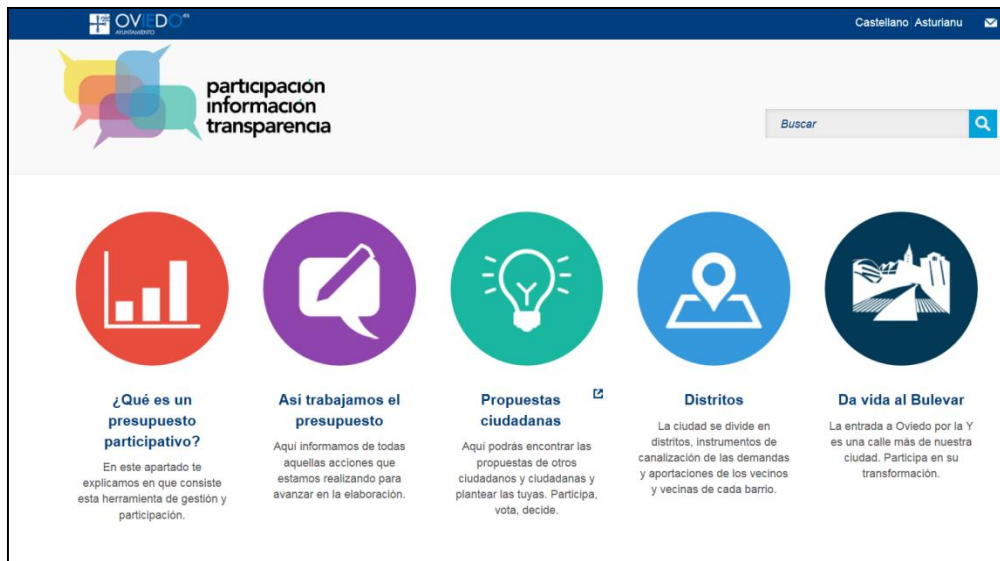 OVIEDO.es
AYUNTAMIENTO
Castellano Asturianu
participación
información
transparencia
Buscar
¿Qué es un
presupuesto
participativo?
En este apartado te
explicamos en que consiste
esta herramienta de gestión y
participación.
Así trabajamos el
presupuesto
Aquí informamos de todas
aquellas acciones que
estamos realizando para
avanzar en la elaboración.
Propuestas
ciudadanas
Aquí podrás encontrar las
propuestas de otros
ciudadanos y ciudadanas y
plantear las tuyas. Participa,
vota, decide.
Distritos
La ciudad se divide en
distritos, instrumentos de
canalización de las demandas
y aportaciones de los vecinos
y vecinas de cada barrio.
Da vida al Bulevar
La entrada a Oviedo por la Y
es una calle más de nuestra
ciudad. Participa en su
transformación.